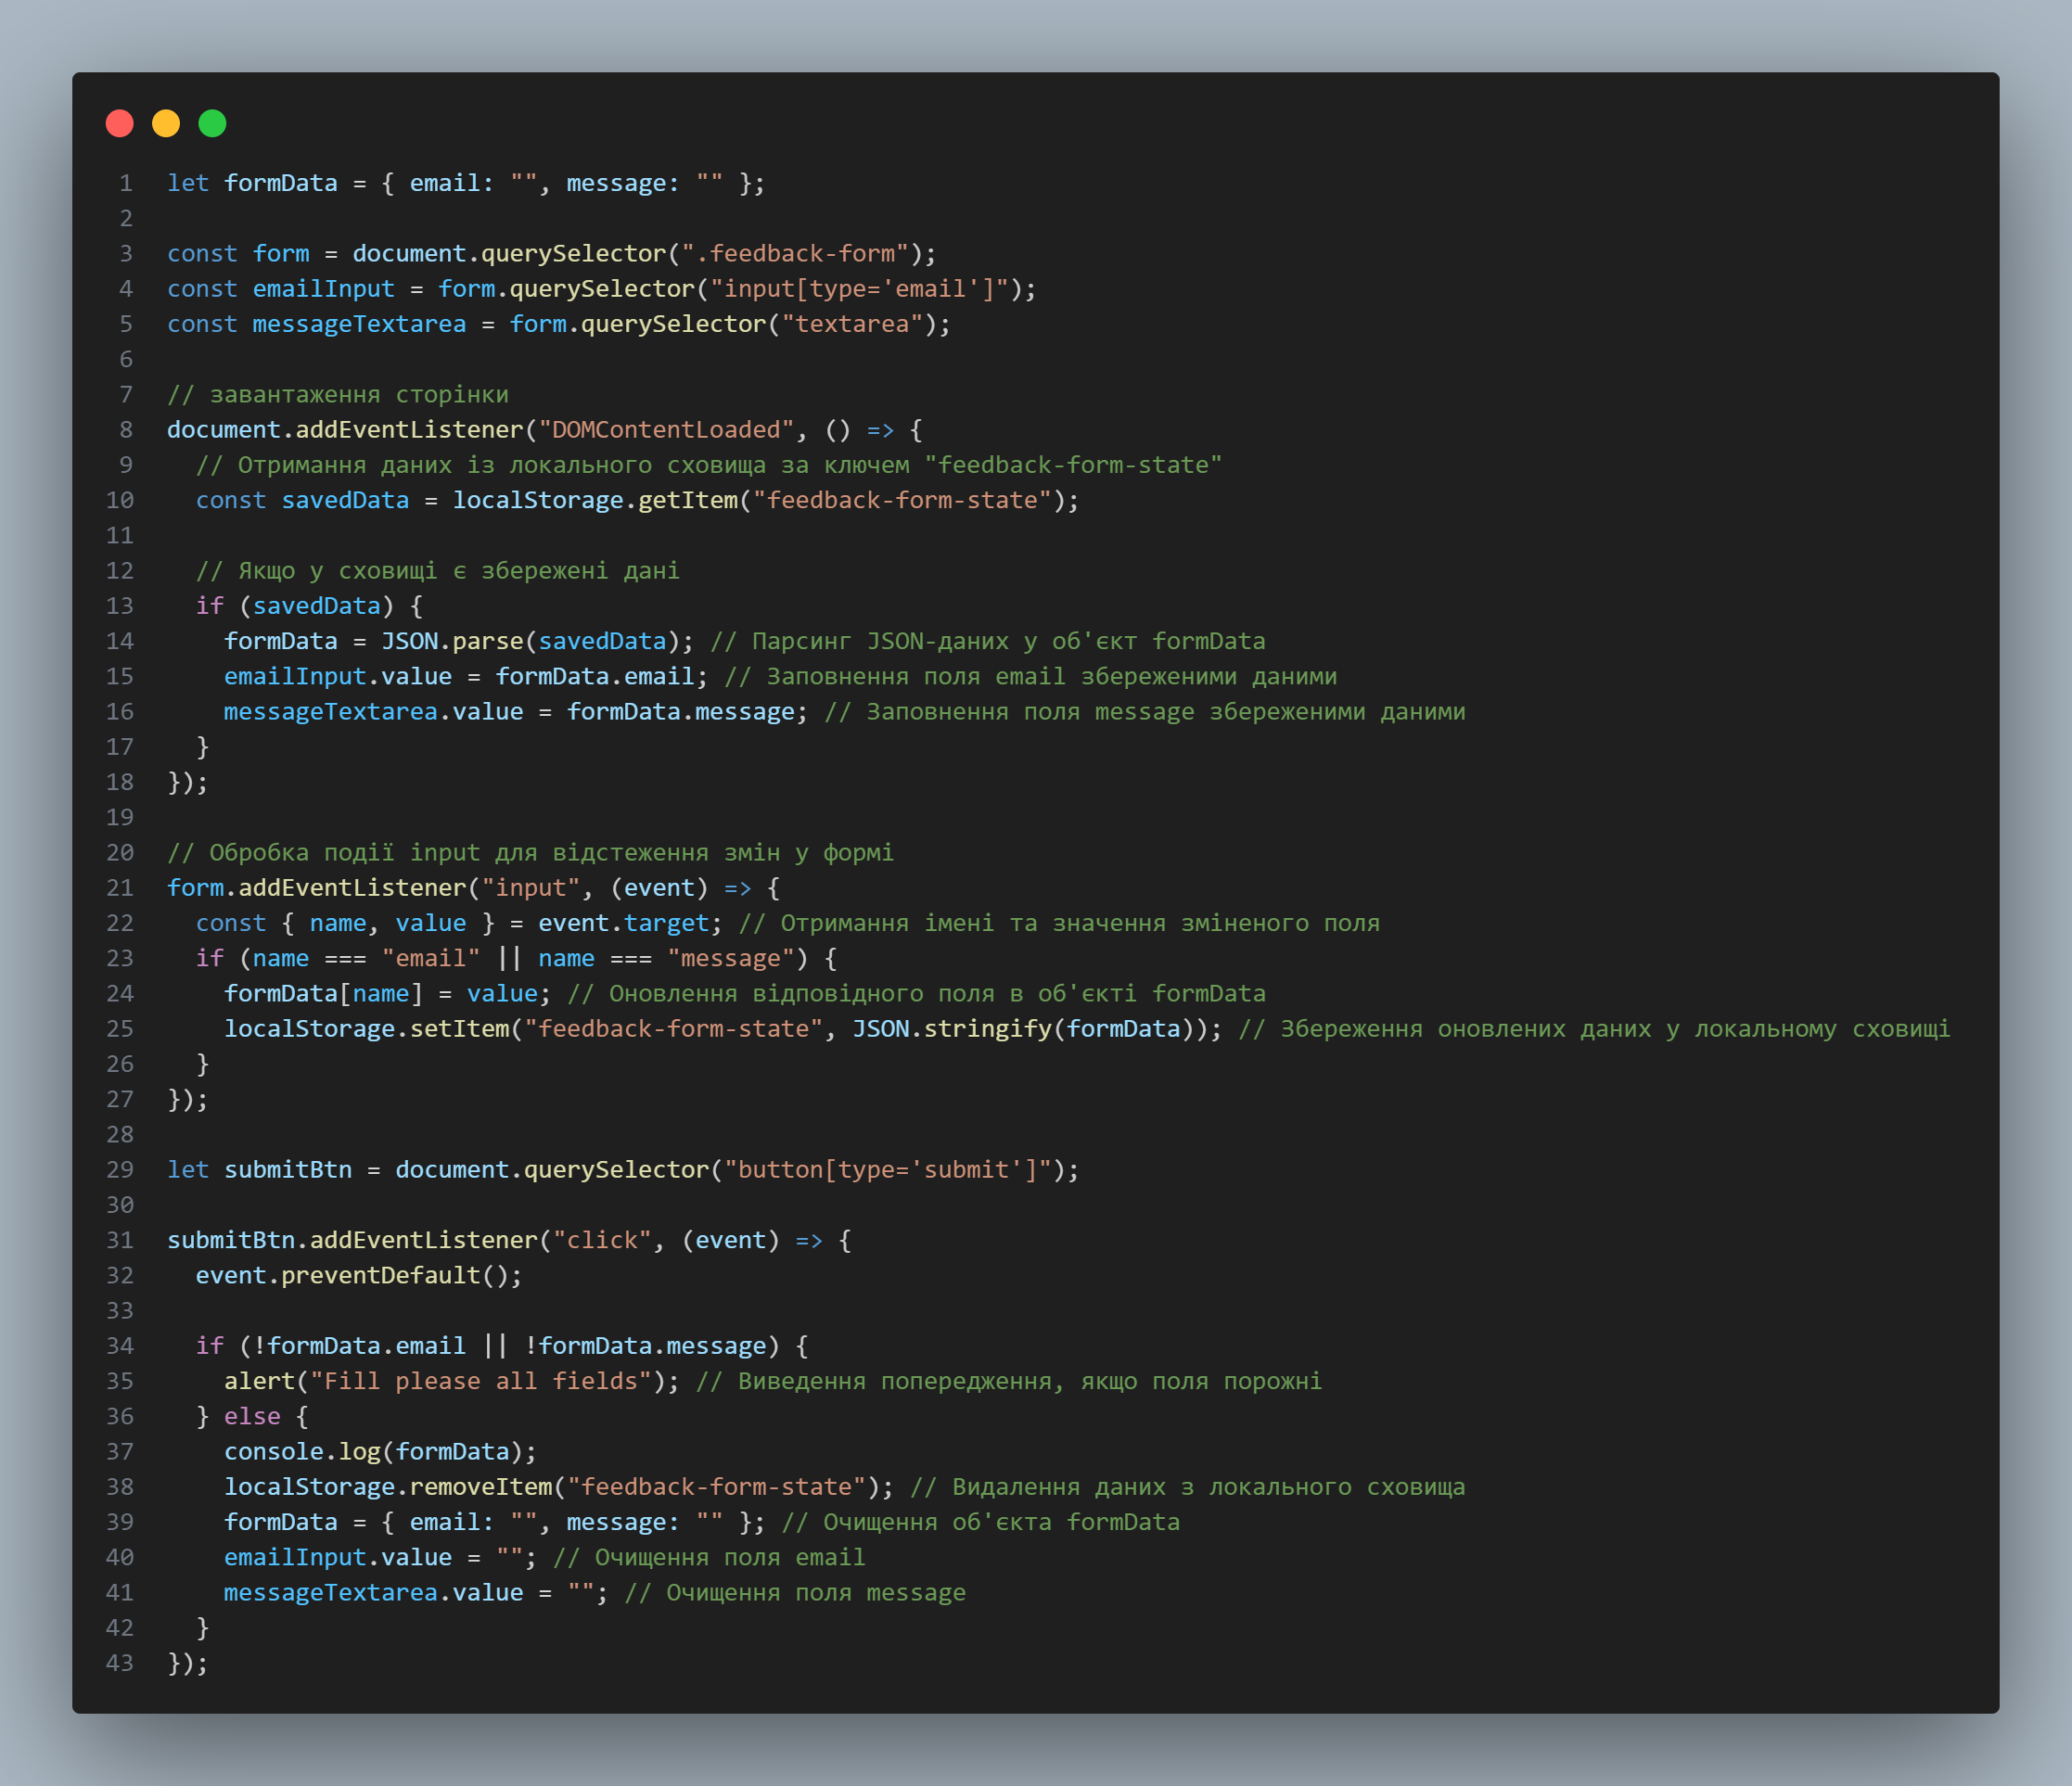 1 let formData = { email: "", message: "" };
2
3 const form = document.querySelector(".feedback-form");
4 const emailInput = form.querySelector("input[type='email']");
5 const messageTextarea = form.querySelector("textarea");
6
7 // завантаження сторінки
8 document.addEventListener("DOMContentLoaded", () => {
9   // Отримання даних із локального сховища за ключем "feedback-form-state"
10   const savedData = localStorage.getItem("feedback-form-state");
11
12   // Якщо у сховищі є збережені дані
13   if (savedData) {
14     formData = JSON.parse(savedData); // Парсинг JSON-даних у об'єкт formData
15     emailInput.value = formData.email; // Заповнення поля email збереженими даними
16     messageTextarea.value = formData.message; // Заповнення поля message збереженими даними
17   }
18 });
19
20 // Обробка події input для відстеження змін у формі
21 form.addEventListener("input", (event) => {
22   const { name, value } = event.target; // Отримання імені та значення зміненого поля
23   if (name === "email" || name === "message") {
24     formData[name] = value; // Оновлення відповідного поля в об'єкті formData
25     localStorage.setItem("feedback-form-state", JSON.stringify(formData)); // Збереження оновлених даних у локальному сховищі
26   }
27 });
28
29 let submitBtn = document.querySelector("button[type='submit']");
30
31 submitBtn.addEventListener("click", (event) => {
32   event.preventDefault();
33
34   if (!formData.email || !formData.message) {
35     alert("Fill please all fields"); // Виведення попередження, якщо поля порожні
36   } else {
37     console.log(formData);
38     localStorage.removeItem("feedback-form-state"); // Видалення даних з локального сховища
39     formData = { email: "", message: "" }; // Очищення об'єкта formData
40     emailInput.value = ""; // Очищення поля email
41     messageTextarea.value = ""; // Очищення поля message
42   }
43 });